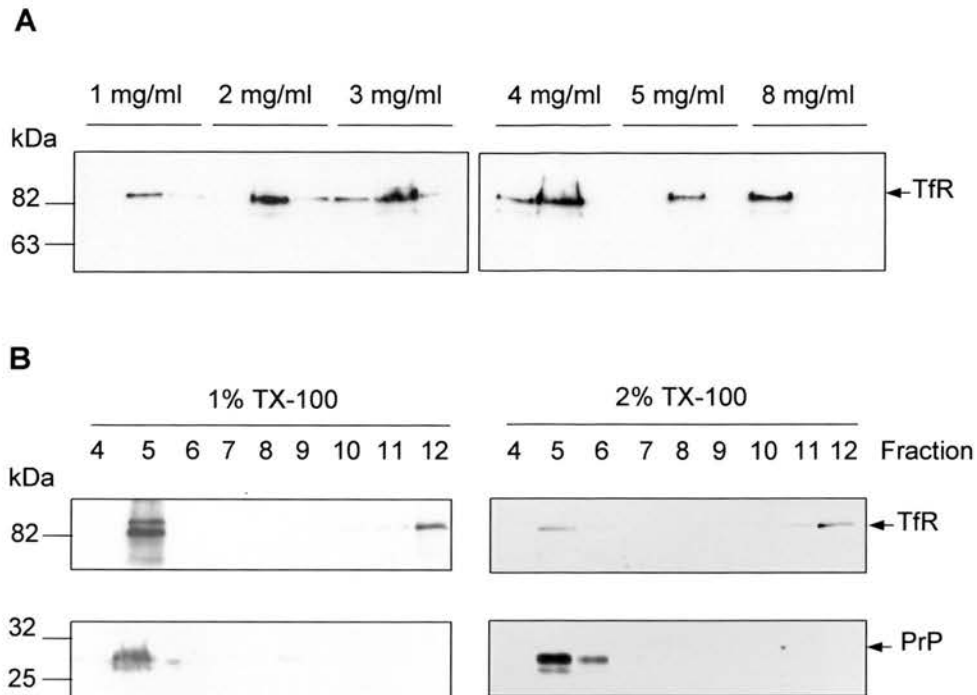 A
1 mg/ml 2 mg/ml 3 mg/ml 4 mg/ml 5 mg/ml 8 mg/ml
kDa
82
63
TfR
B
1% TX-100 2% TX-100
4 5 6 7 8 9 10 11 12 4 5 6 7 8 9 10 11 12 Fraction
kDa
82
TfR
32
25
PrP